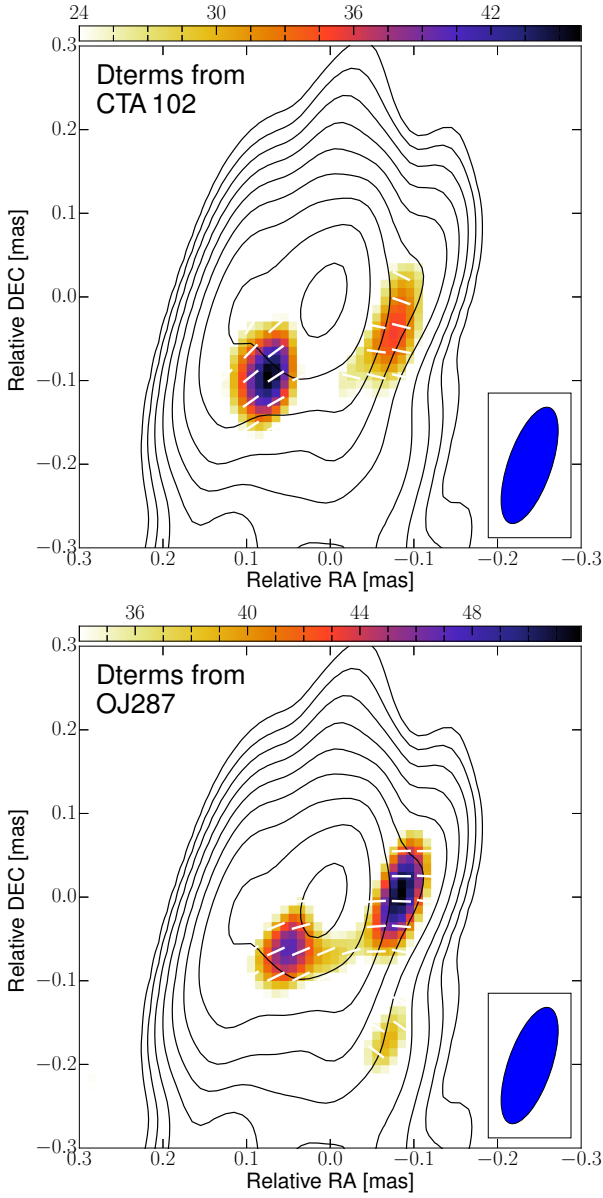 24 30 36 42
0.3
Dterms from
CTA 102
0.2
0.1
0.0
−0.1
−0.2
−0.3
0.3 0.2 0.1 0.0 −0.1 −0.2 −0.3
Relative DEC [mas]
Relative RA [mas]
36 40 44 48
0.3
Dterms from
OJ287
0.2
0.1
0.0
−0.1
−0.2
−0.3
0.3 0.2 0.1 0.0 −0.1 −0.2 −0.3
Relative DEC [mas]
Relative RA [mas]